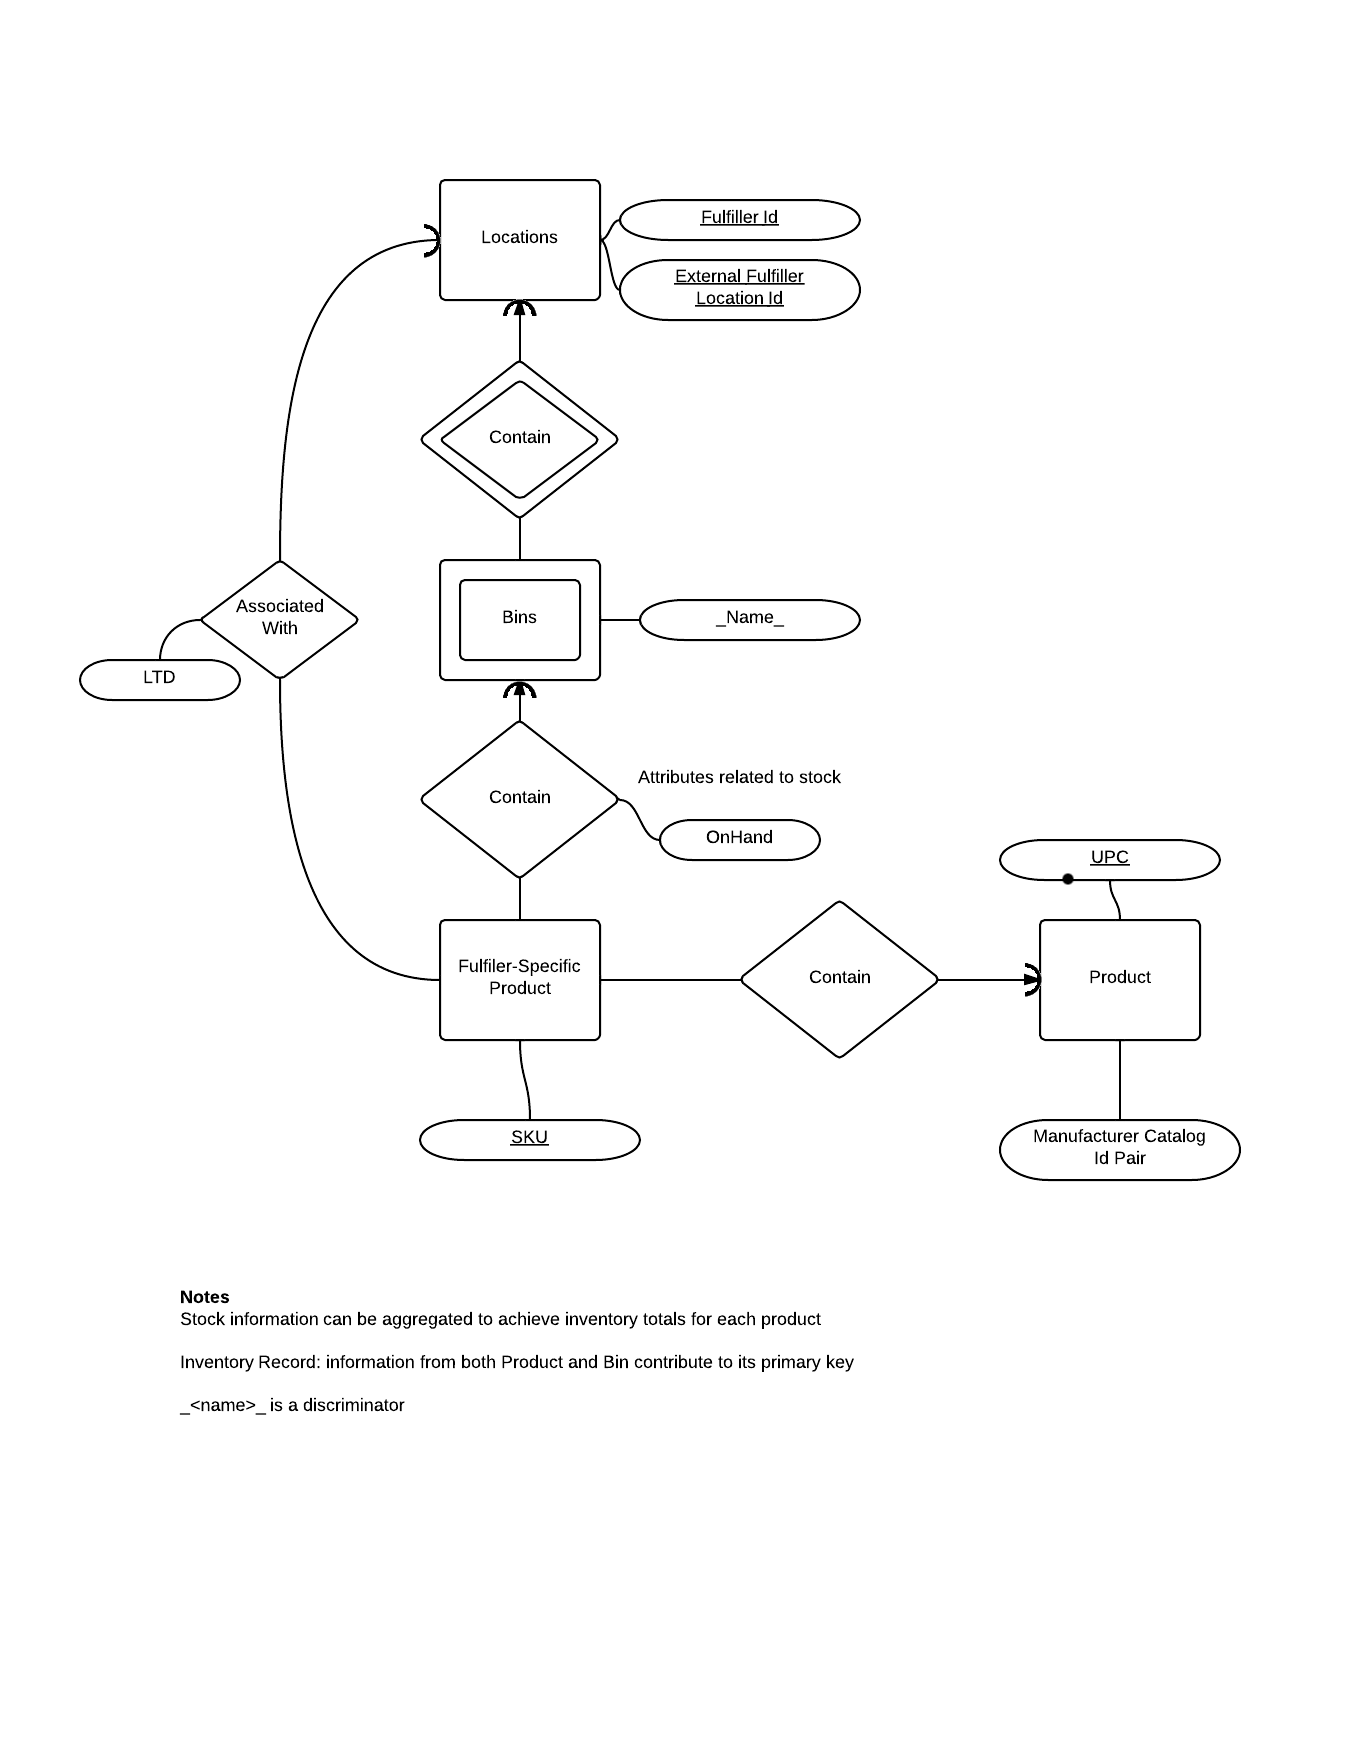 Locations
Fulfiller Id
External Fulfiller
Location Id
Contain
Associated
With
LTD
Bins
_Name_
Contain
Attributes related to stock
OnHand
UPC
Fulfiler-Specific
Product
Contain
Product
SKU
Manufacturer Catalog
Id Pair
Notes
Stock information can be aggregated to achieve inventory totals for each product
Inventory Record: information from both Product and Bin contribute to its primary key
_<name>_ is a discriminator